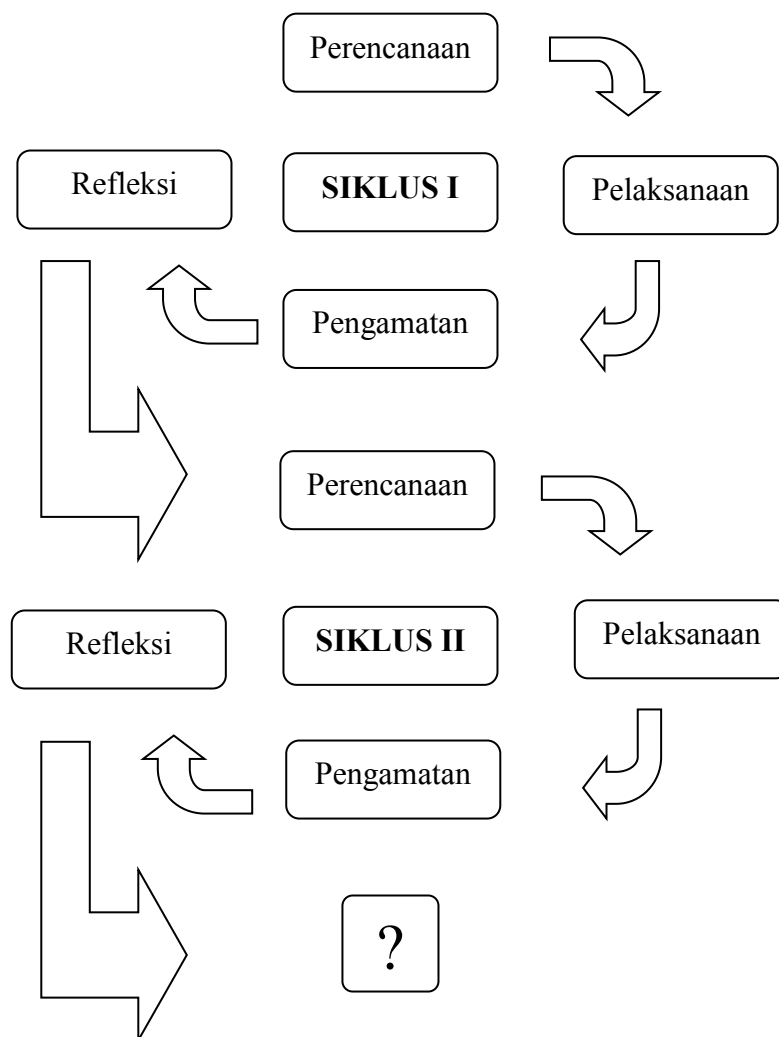 Perencanaan
Refleksi
SIKLUS I
Pelaksanaan
Pengamatan
Perencanaan
Refleksi
SIKLUS II
Pelaksanaan
Pengamatan
?